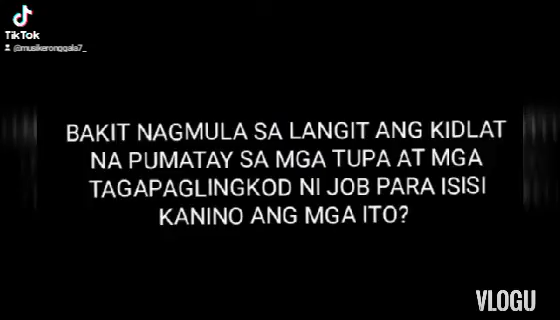 TikTok
@musikeronggala7_
BAKIT NAGMULA SA LANGIT ANG KIDLAT
NA PUMATAY SA MGA TUPA AT MGA
TAGAPAGLINGKOD NI JOB PARA ISISI
KANINO ANG MGA ITO?
VLOGU